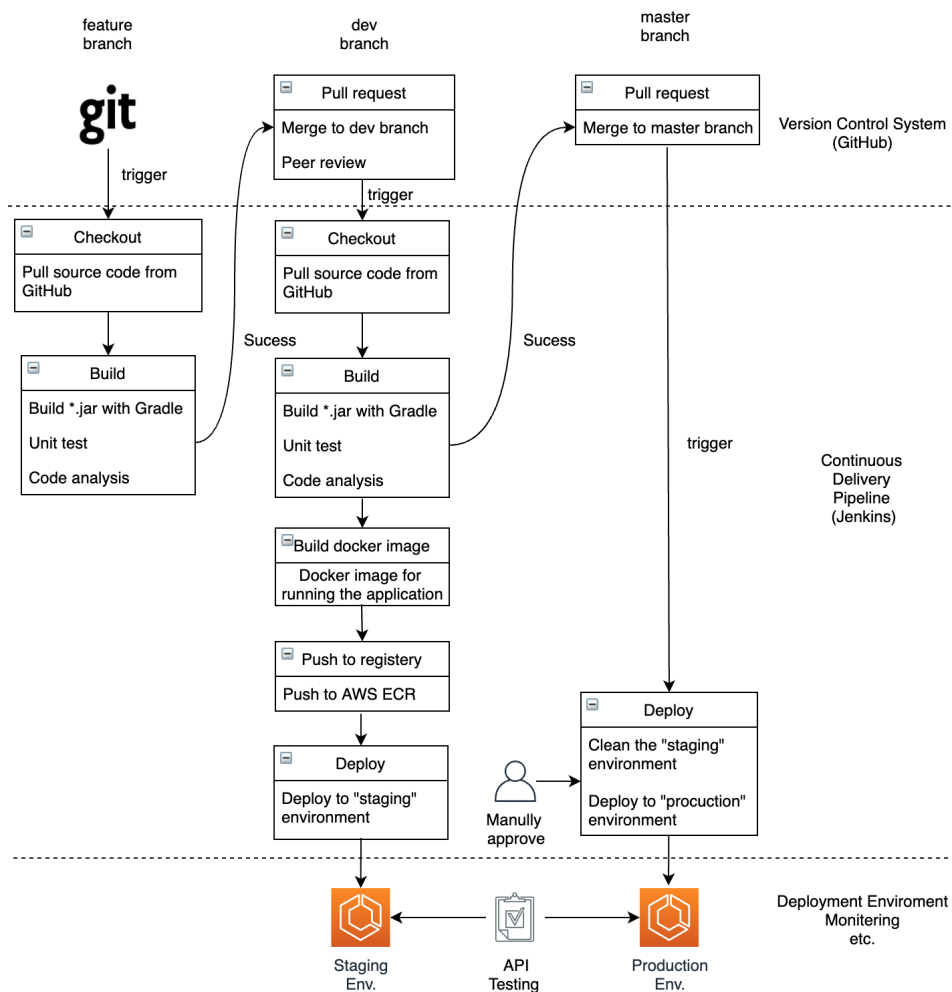 feature
branch
dev
branch
master
branch
git
trigger
Pull request
Merge to dev branch
Peer review
trigger
Pull request
Merge to master branch
Version Control System
(GitHub)
Checkout
Pull source code from
GitHub
Build
Build *.jar with Gradle
Unit test
Code analysis
Sucess
Checkout
Pull source code from
GitHub
Build
Build *.jar with Gradle
Unit test
Code analysis
Sucess
trigger
Continuous
Delivery
Pipeline
(Jenkins)
Build docker image
Docker image for
running the application
Push to registery
Push to AWS ECR
Deploy
Deploy to "staging"
environment
Manully
approve
Deploy
Clean the "staging"
environment
Deploy to "procuction"
environment
Staging
Env.
API
Testing
Production
Env.
Deployment Enviroment
Monitering
etc.